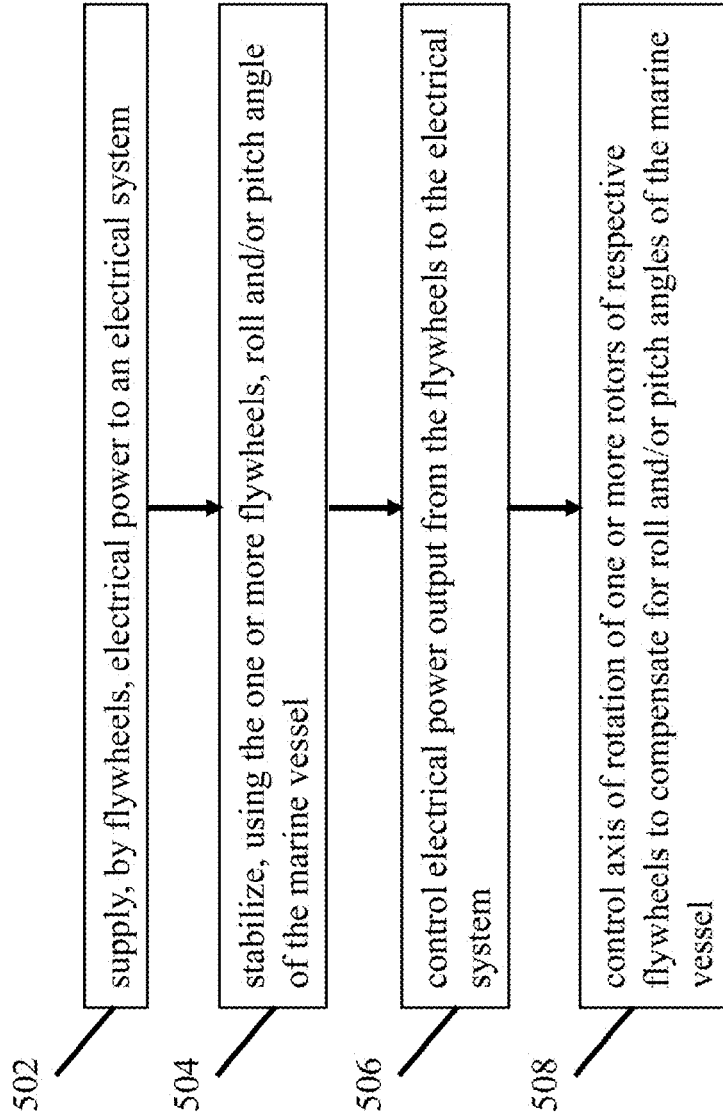 502
supply, by flywheels, electrical power to an electrical system
504
stabilize, using the one or more flywheels, roll and/or pitch angle
of the marine vessel
506
control electrical power output from the flywheels to the electrical
system
508
control axis of rotation of one or more rotors of respective
flywheels to compensate for roll and/or pitch angles of the marine
vessel